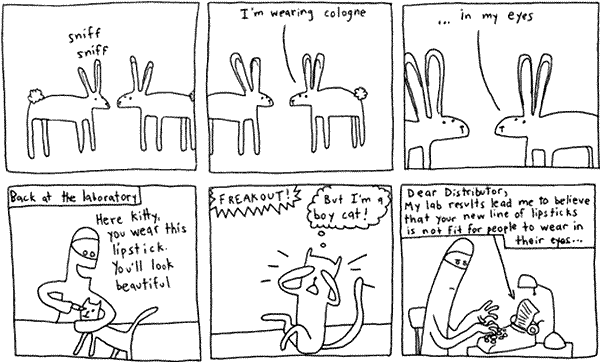 sniff
sniff
I'm wearing cologne
... in my eyes
Back at the laboratory
Here kitty,
you wear this
lipstick.
You'll look
beautiful
FREAKOUT!
But I'm a
boy cat!
Dear Distributor,
My lab results lead me to believe
that your new line of lipsticks
is not fit for people to wear in
their eyes...